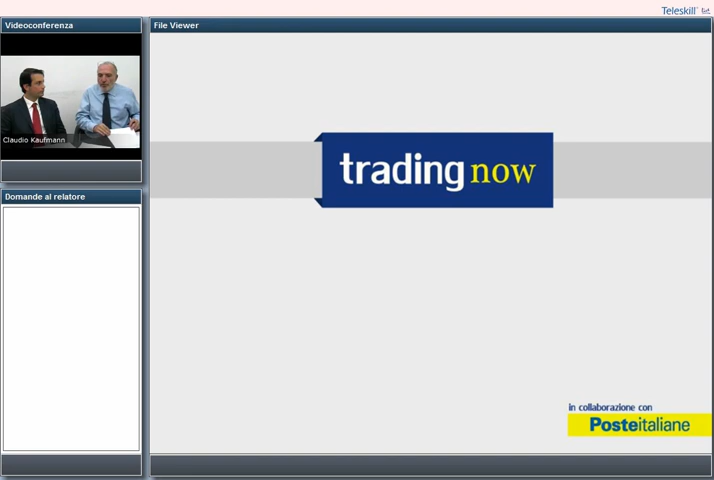 Teleskill
Videoconferenza
File Viewer
Claudio Kaufmann
trading now
Domande al relatore
in collaborazione con
Posteitaliane